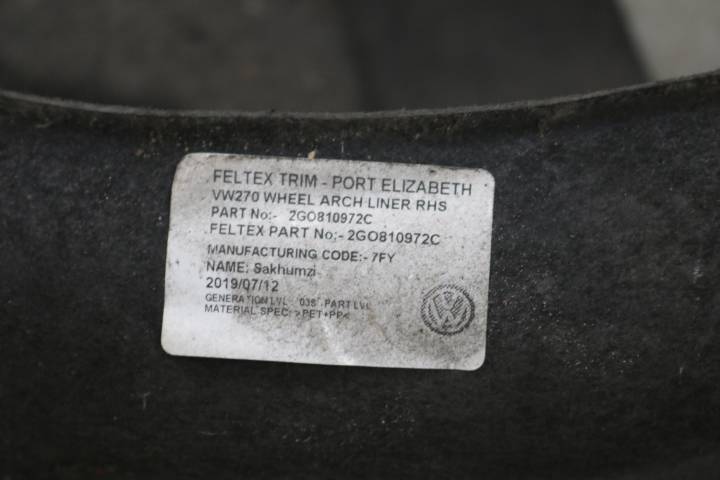 FELTEX TRIM - PORT ELIZABETH
VW270 WHEEL ARCH LINER RHS
PART No:- 2GO810972C
FELTEX PART No:- 2GO810972C
MANUFACTURING CODE:- 7FY
NAME: Sakhumzi
2019/07/12
GENERATION LVL: 038 PART LVL
MATERIAL SPEC: >PET+PP<
VW